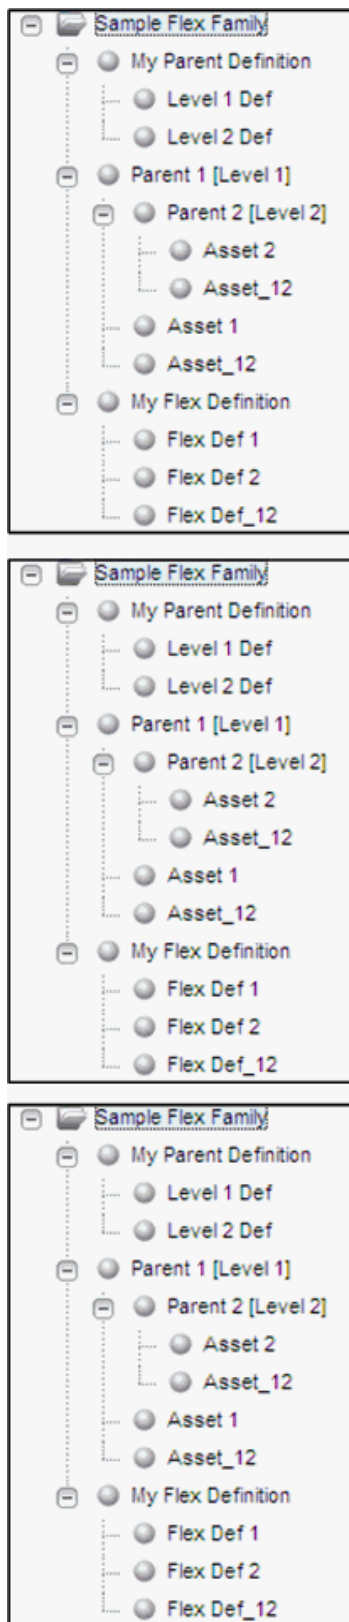 Sample Flex Family
My Parent Definition
Level 1 Def
Level 2 Def
Parent 1 [Level 1]
Parent 2 [Level 2]
Asset 2
Asset_12
Asset 1
Asset_12
My Flex Definition
Flex Def 1
Flex Def 2
Flex Def_12
Sample Flex Family
My Parent Definition
Level 1 Def
Level 2 Def
Parent 1 [Level 1]
Parent 2 [Level 2]
Asset 2
Asset_12
Asset 1
Asset_12
My Flex Definition
Flex Def 1
Flex Def 2
Flex Def_12
Sample Flex Family
My Parent Definition
Level 1 Def
Level 2 Def
Parent 1 [Level 1]
Parent 2 [Level 2]
Asset 2
Asset_12
Asset 1
Asset_12
My Flex Definition
Flex Def 1
Flex Def 2
Flex Def_12